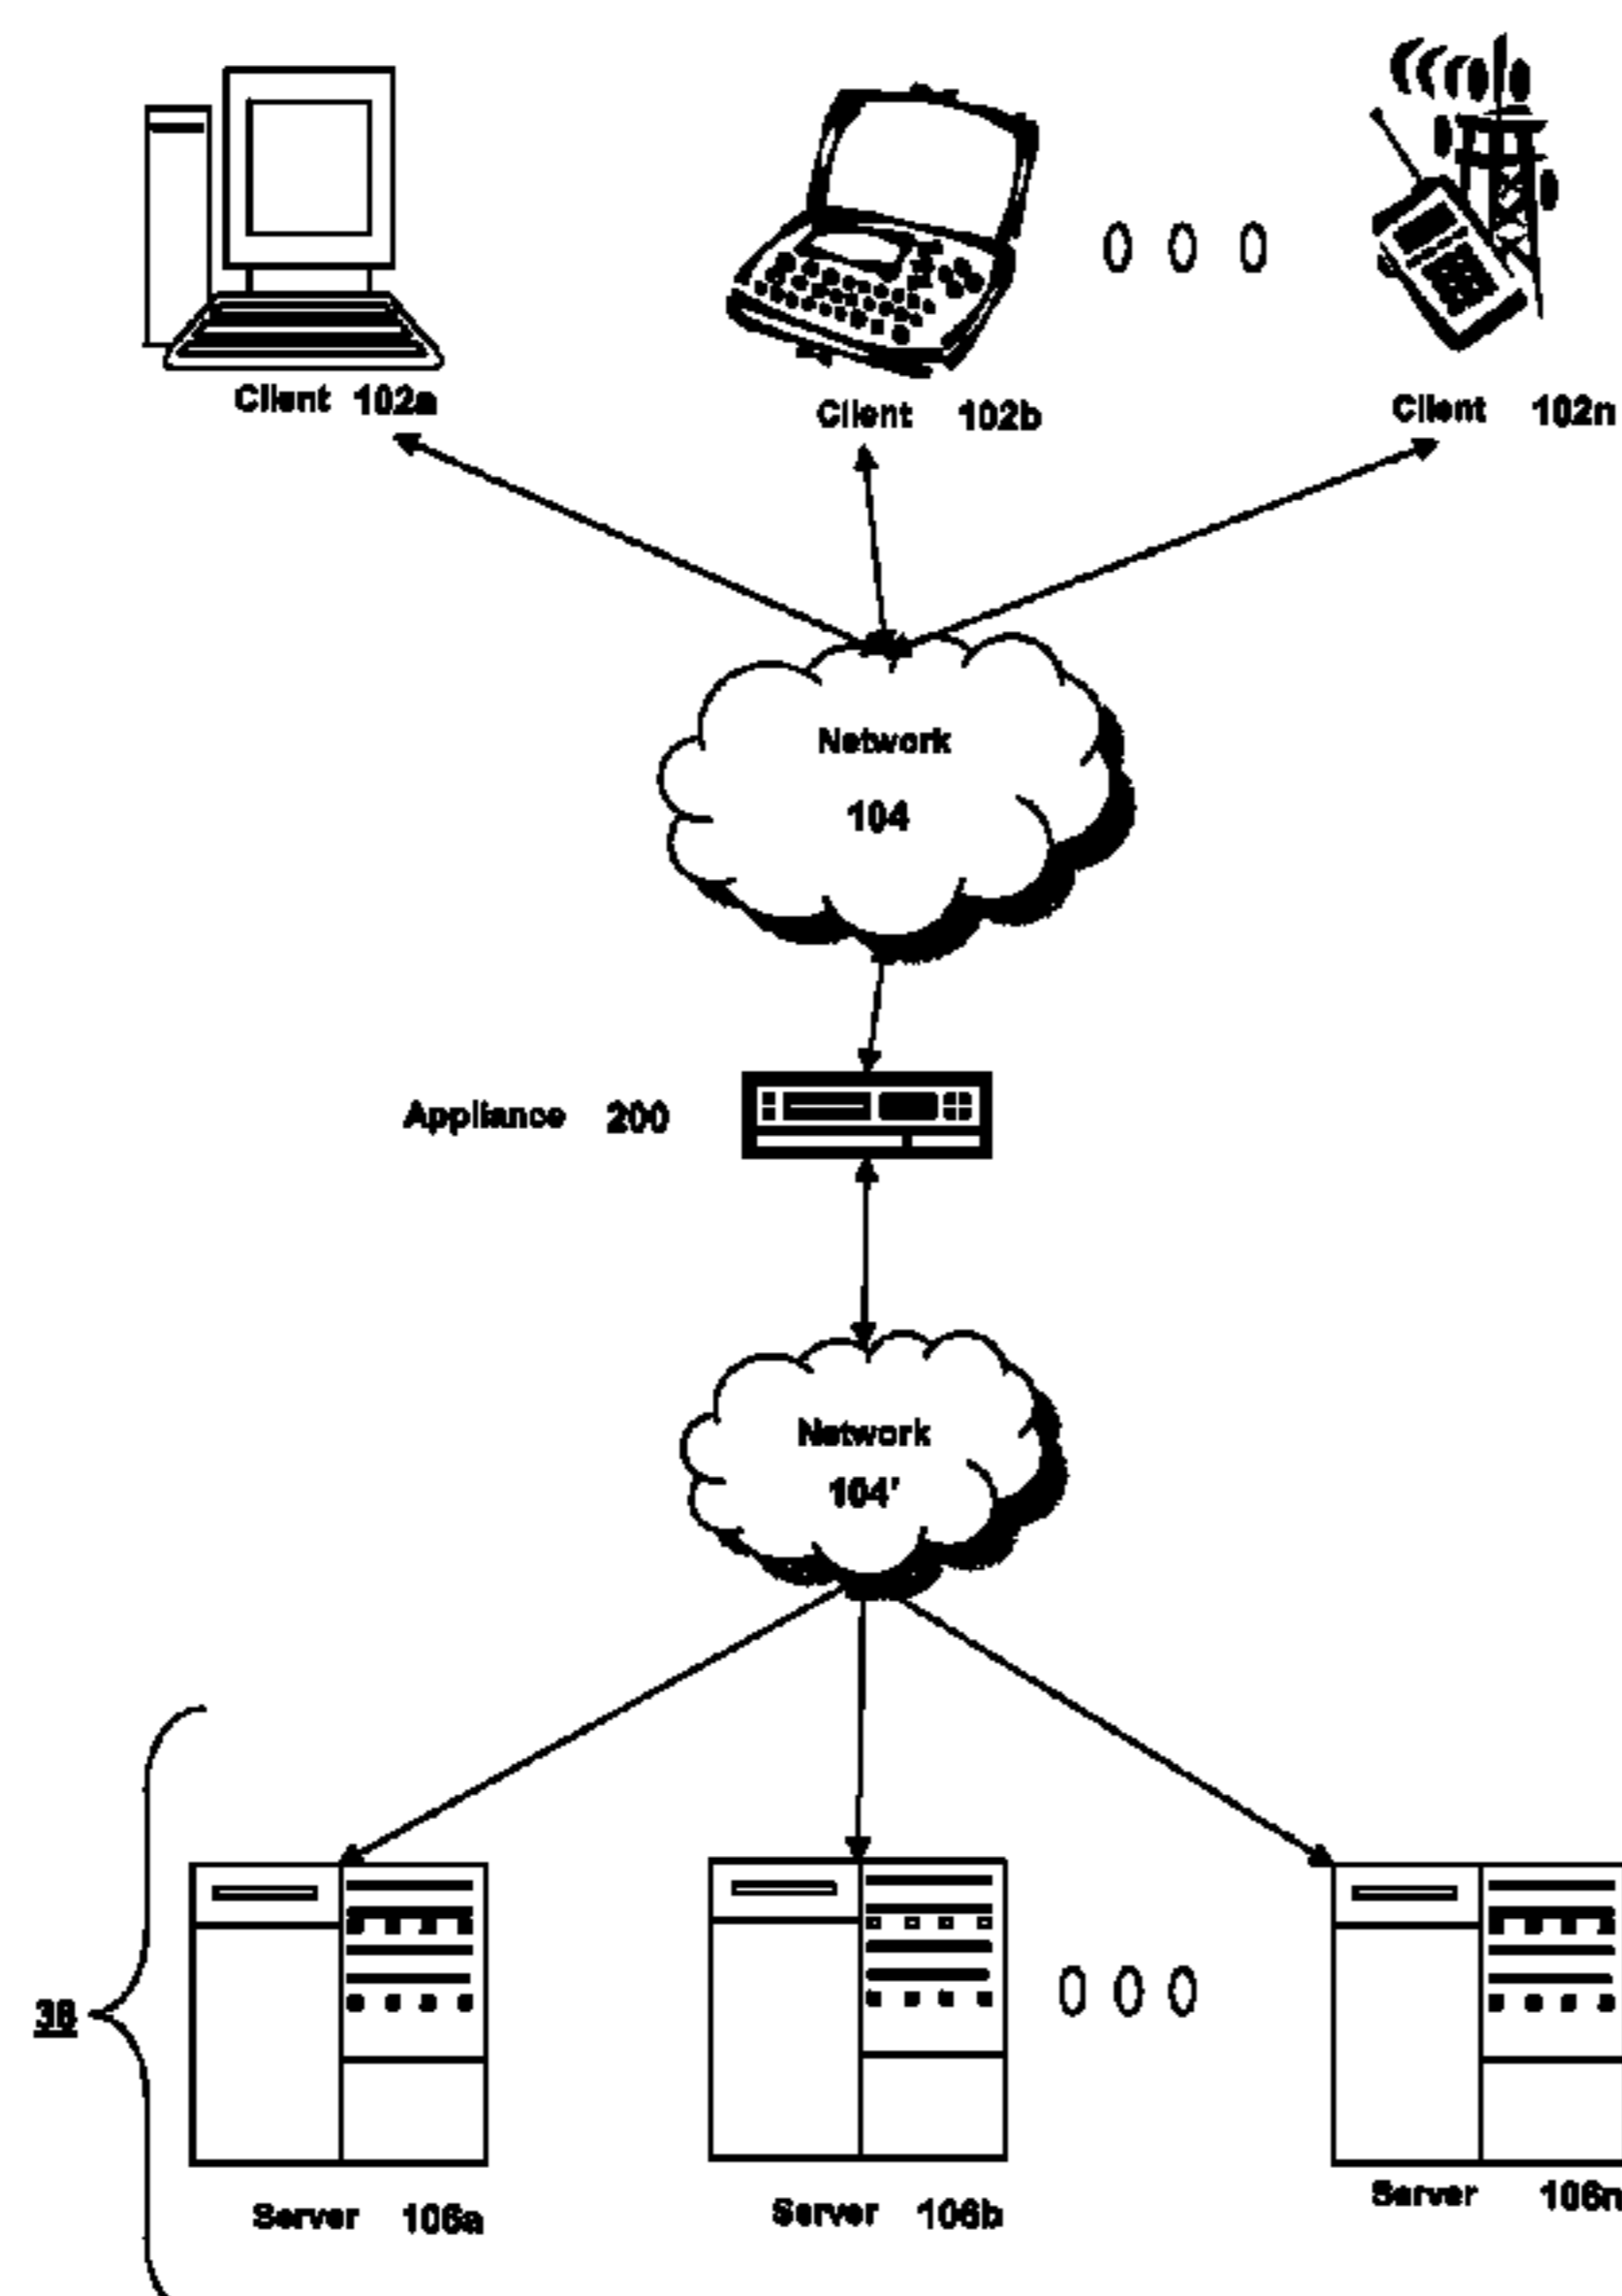 Client 102a
Client 102b
Client 102n
Network
104
Appliance 200
Network
104'
38
Server 106a
Server 106b
Server 106n